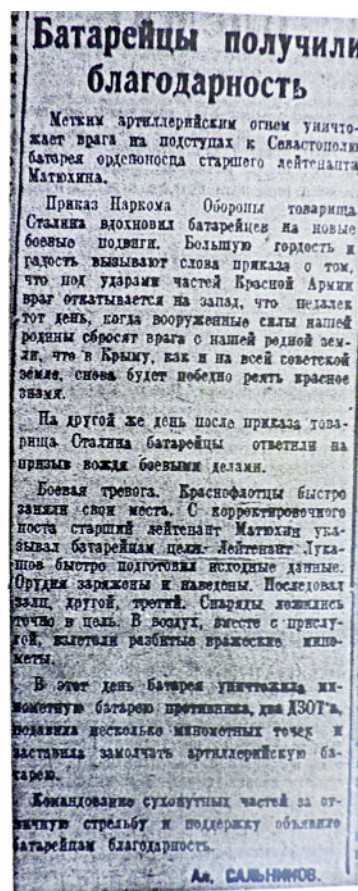 Батарейцы получили
благодарность
Метким артиллерийским огнем уничто-
жает врага на подступах к Севастополю
батарея орденоносца старшего лейтенанта
Матюхина.
Приказ Наркома Обороны товарища
Сталина вдохновил батарейцев на новые
боевые подвиги. Большую гордость и
радость вызывают слова приказа о том,
что под ударами частей Красной Армии
враг откатывается на запад, что недалек
тот день, когда вооруженные силы нашей
родины сбросят врага с нашей родной зем-
ли, что в Крыму, как и на всей советской
земле, снова будет победно реять красное
знамя.
На другой же день после приказа това-
рища Сталина батарейцы ответили на
призыв вождя боевыми делами.
Боевая тревога. Краснофлотцы быстро
заняли свои места. С корректировочного
поста старший лейтенант Матюхин ука-
зывал батарейцам цели. Лейтенант Лука-
шов быстро подготовил исходные данные.
Орудия заряжены и наведены. Последовал
залп, другой, третий. Снаряды ложились
точно в цель. В воздух, вместе с прислу-
гой, взлетели разбитые вражеские мино-
меты.
В этот день батарея уничтожила ми-
нометную батарею противника, два ДЗОТ'а,
подавила несколько минометных точек и
заставила замолчать артиллерийскую ба-
тарею.
Командование сухопутных частей за от-
личную стрельбу и поддержку объявило
батарейцам благодарность.
Ал. САЛЬНИКОВ.